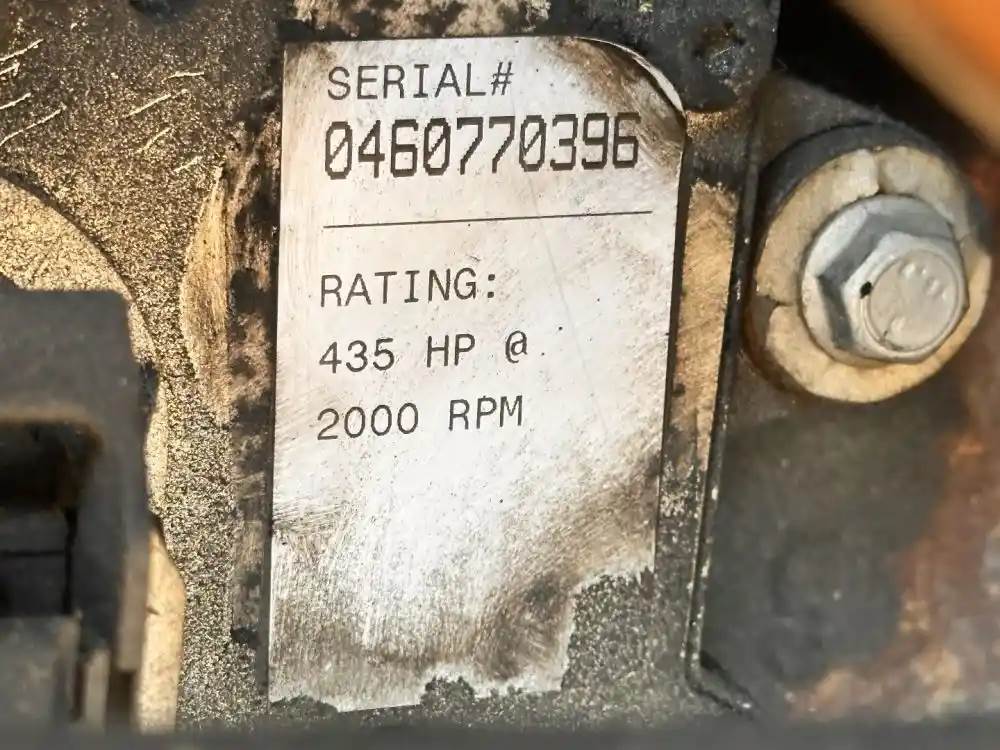 SERIAL#
0460770396
RATING:
435 HP @
2000 RPM